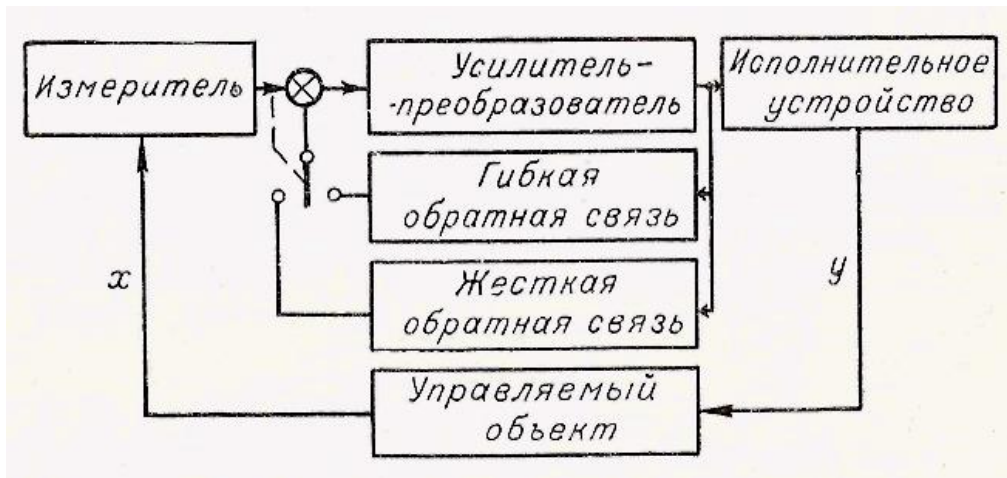 Измеритель
Усилитель-
-преобразователь
Исполнительное
устройство
Гибкая
обратная связь
Жесткая
обратная связь
x
y
Управляемый
объект